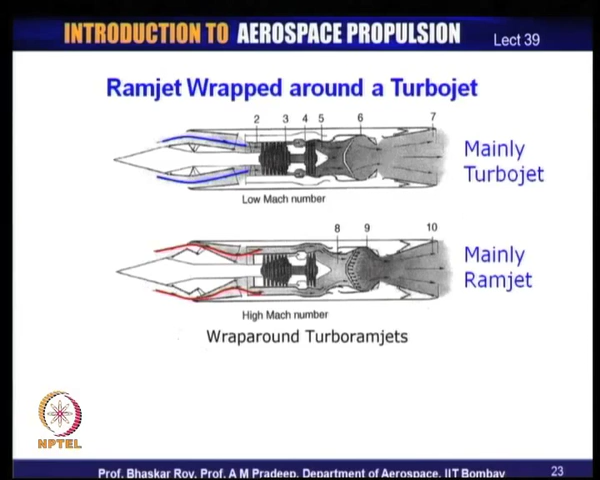 INTRODUCTION TO AEROSPACE PROPULSION
Lect 39
Ramjet Wrapped around a Turbojet
2 3 4 5 6 7
Mainly
Turbojet
Low Mach number
8 9 10
Mainly
Ramjet
High Mach number
Wraparound Turboramjets
NPTEL
Prof. Bhaskar Roy, Prof. A M Pradeep, Department of Aerospace, IIT Bombay
23